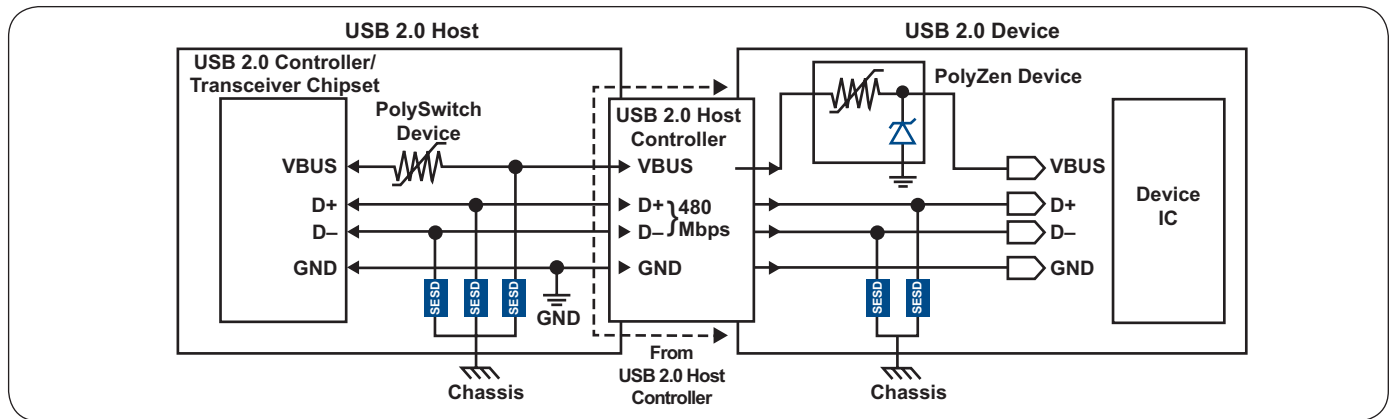 USB 2.0 Host
USB 2.0 Device
USB 2.0 Controller/
Transceiver Chipset
PolySwitch
Device
VBUS
D+
D–
GND
SESD
SESD
SESD
GND
Chassis
USB 2.0 Host
Controller
VBUS
D+
D–
}480
Mbps
GND
From
USB 2.0 Host
Controller
PolyZen Device
VBUS
D+
D–
GND
SESD
SESD
Chassis
Device
IC